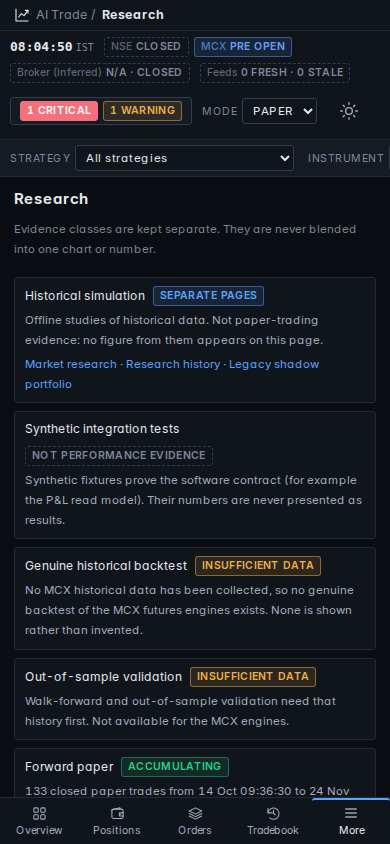 AI Trade / Research
08:04:50 IST NSE CLOSED MCX PRE OPEN
Broker (inferred) N/A · CLOSED Feeds 0 FRESH · 0 STALE
1 CRITICAL 1 WARNING MODE PAPER
STRATEGY All strategies INSTRUMENT
Research
Evidence classes are kept separate. They are never blended
into one chart or number.
Historical simulation SEPARATE PAGES
Offline studies of historical data. Not paper-trading
evidence: no figure from them appears on this page.
Market research · Research history · Legacy shadow
portfolio
Synthetic integration tests
NOT PERFORMANCE EVIDENCE
Synthetic fixtures prove the software contract (for example
the P&L read model). Their numbers are never presented as
results.
Genuine historical backtest INSUFFICIENT DATA
No MCX historical data has been collected, so no genuine
backtest of the MCX futures engines exists. None is shown
rather than invented.
Out-of-sample validation INSUFFICIENT DATA
Walk-forward and out-of-sample validation need that
history first. Not available for the MCX engines.
Forward paper ACCUMULATING
133 closed paper trades from 14 Oct 09:36:30 to 24 Nov
Overview Positions Orders Tradebook More